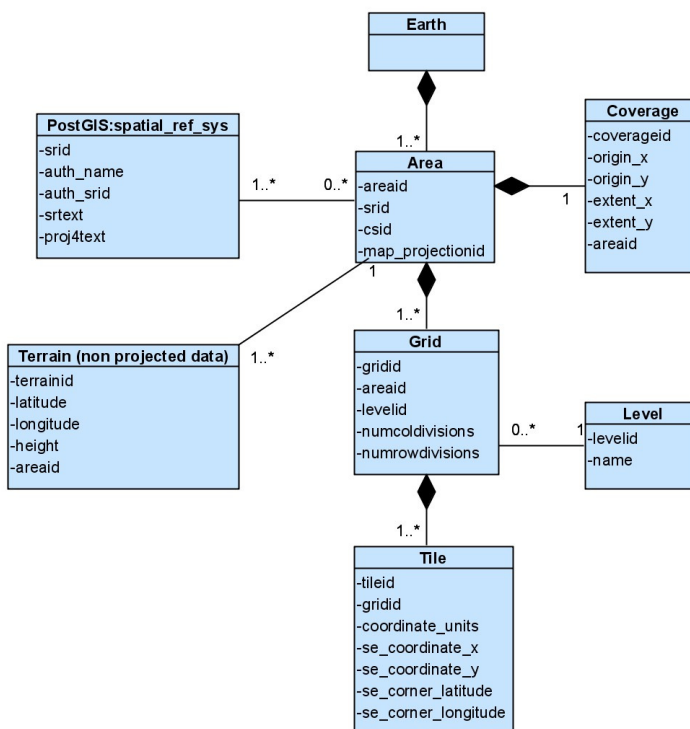 Earth
1..*
PostGIS:spatial_ref_sys
-srid
-auth_name
-auth_srid
-srtext
-proj4text
1..*
0..*
Area
-areaid
-srid
-csid
-map_projectionid
1
Coverage
-coverageid
-origin_x
-origin_y
-extent_x
-extent_y
-areaid
1
1..*
1..*
Terrain (non projected data)
-terrainid
-latitude
-longitude
-height
-areaid
Grid
-gridid
-areaid
-levelid
-numcoldivisions
-numrowdivisions
0..*
1
Level
-levelid
-name
1..*
Tile
-tileid
-gridid
-coordinate_units
-se_coordinate_x
-se_coordinate_y
-se_corner_latitude
-se_corner_longitude